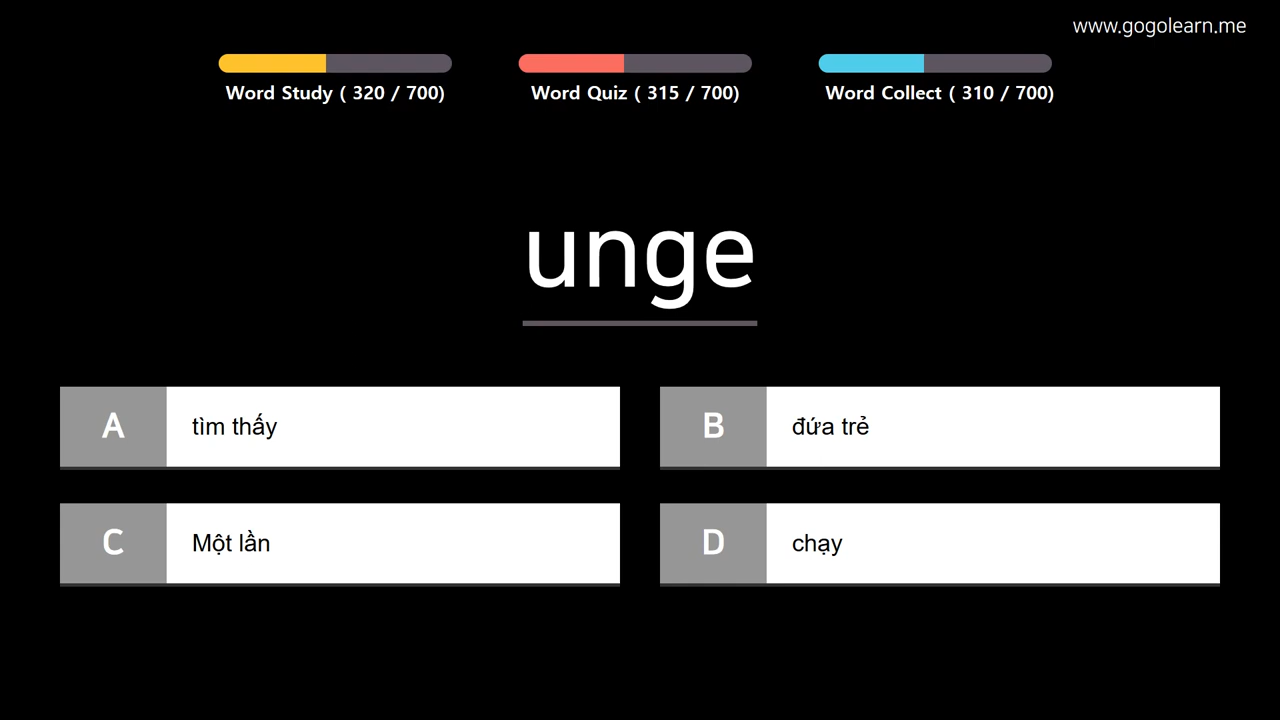 www.gogolearn.me
Word Study ( 320 / 700)
Word Quiz ( 315 / 700)
Word Collect ( 310 / 700)
unge
A tìm thấy
B đứa trẻ
C Một lần
D chạy